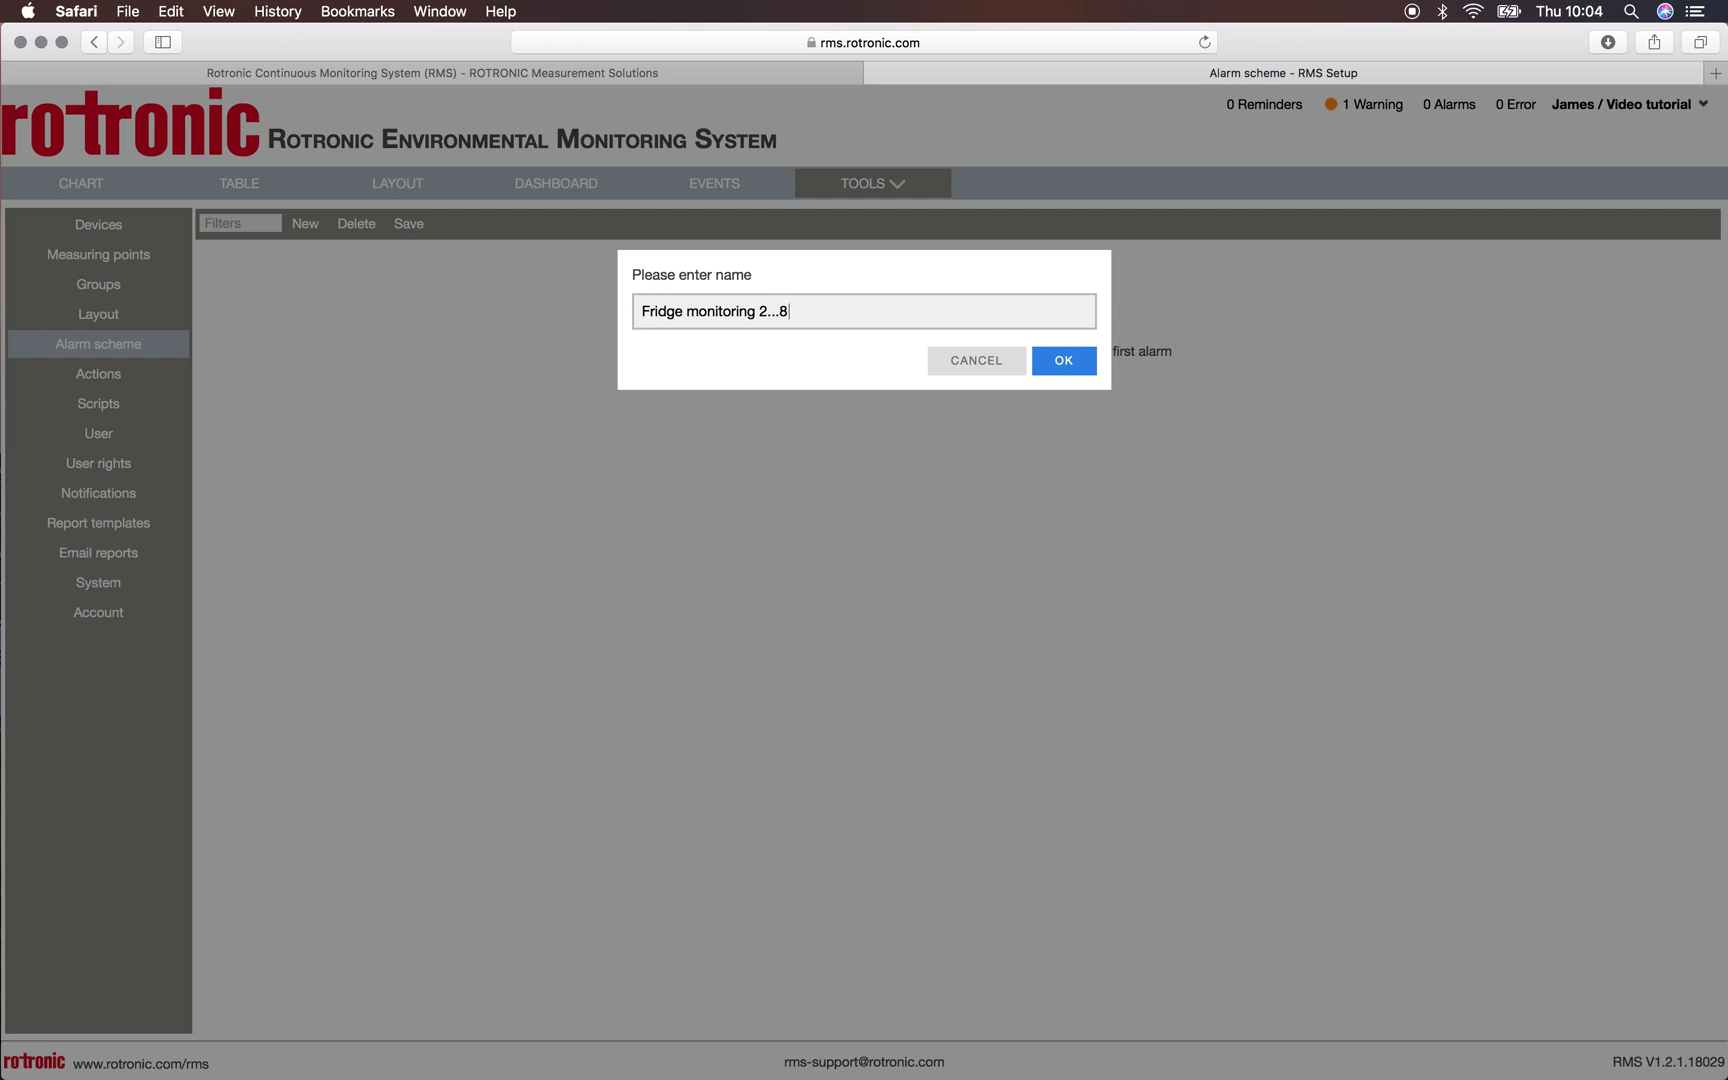 Safari File Edit View History Bookmarks Window Help Thu 10:04
rms.rotronic.com
Rotronic Continuous Monitoring System (RMS) - ROTRONIC Measurement Solutions Alarm scheme - RMS Setup
rotronic ROTRONIC ENVIRONMENTAL MONITORING SYSTEM
0 Reminders 1 Warning 0 Alarms 0 Error James / Video tutorial
CHART TABLE LAYOUT DASHBOARD EVENTS TOOLS
Filters New Delete Save
Devices
Measuring points
Groups
Layout
Alarm scheme
Actions
Scripts
User
User rights
Notifications
Report templates
Email reports
System
Account
Please enter name
Fridge monitoring 2...8
CANCEL OK
first alarm
rotronic www.rotronic.com/rms rms-support@rotronic.com RMS V1.2.1.18029